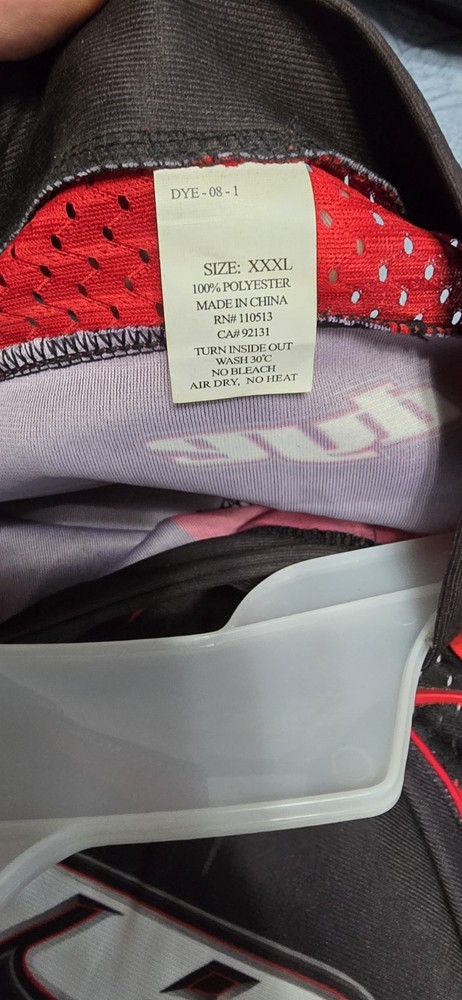 DYE - 08 - 1
SIZE: XXXL
100% POLYESTER
MADE IN CHINA
RN# 110513
CA# 92131
TURN INSIDE OUT
WASH 30°C
NO BLEACH
AIR DRY, NO HEAT